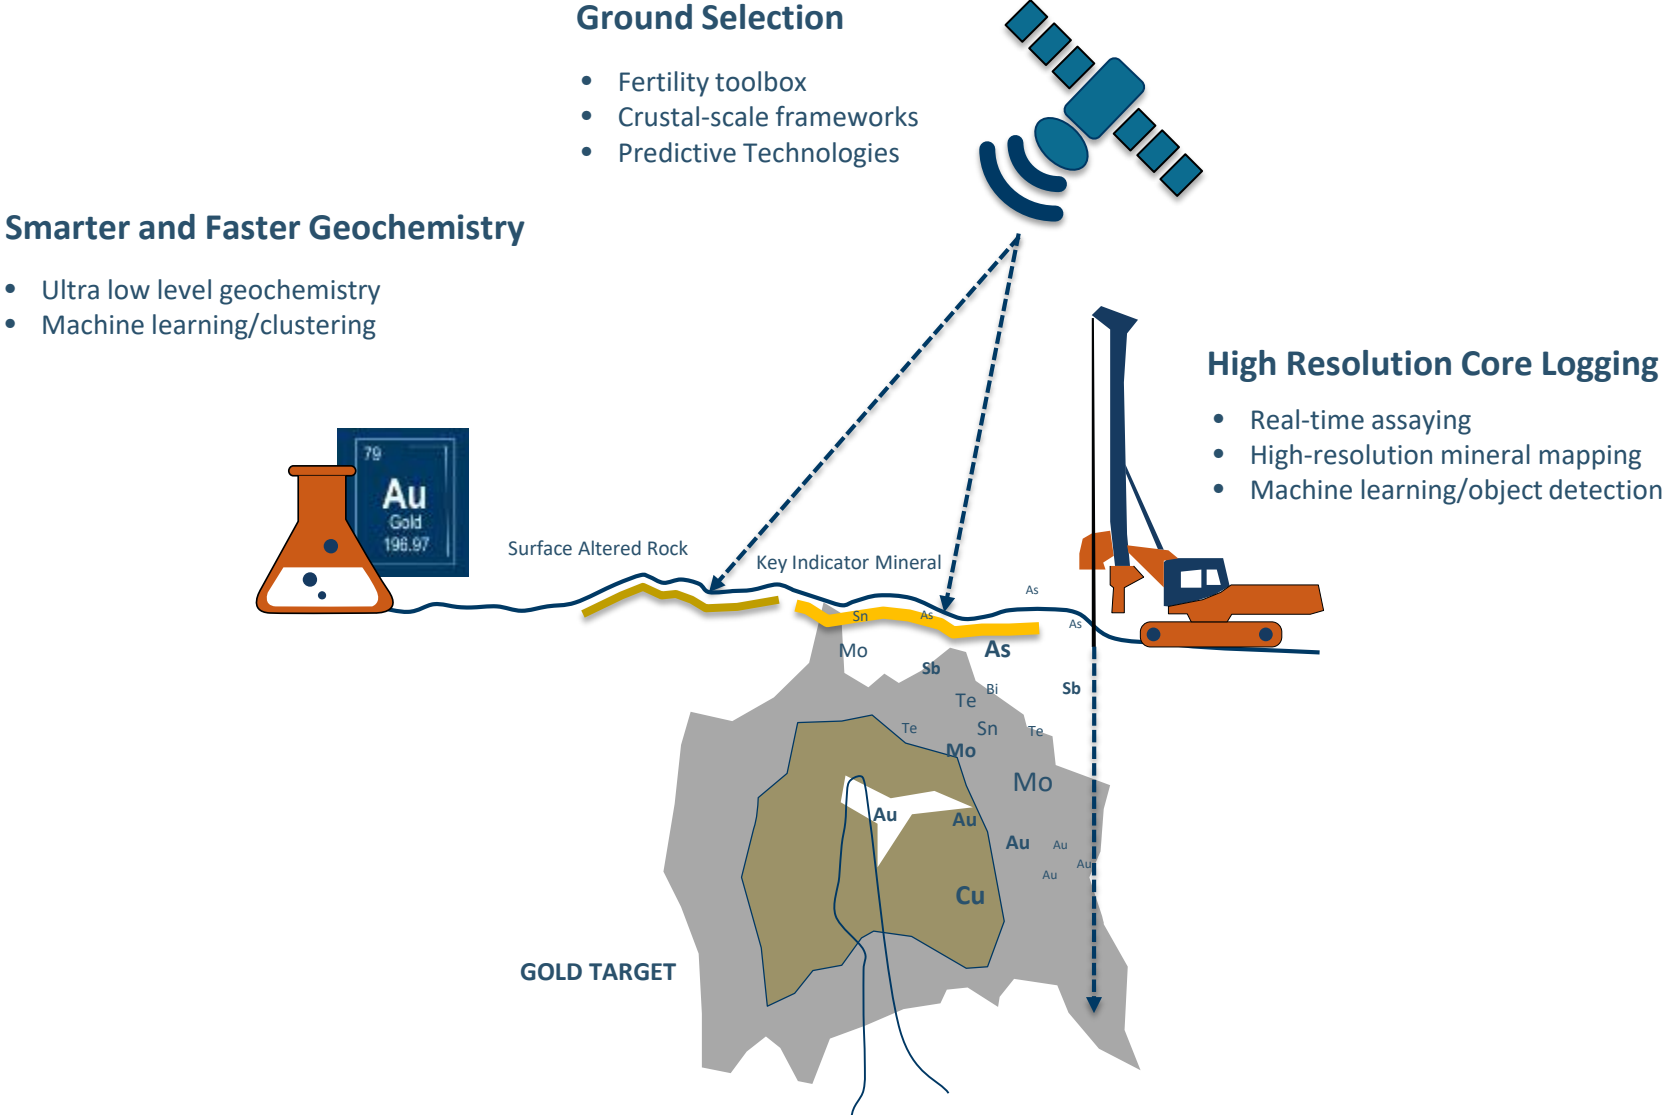 Ground Selection
• Fertility toolbox
• Crustal-scale frameworks
• Predictive Technologies
Smarter and Faster Geochemistry
• Ultra low level geochemistry
• Machine learning/clustering
High Resolution Core Logging
• Real-time assaying
• High-resolution mineral mapping
• Machine learning/object detection
79
Au
Gold
196.97
Surface Altered Rock
Key Indicator Mineral
As
Sn
As
As
Mo
As
Sb
Bi
Sb
Te
Te
Sn
Te
Mo
Mo
Au
Au
Au
Au
Au
Au
Cu
GOLD TARGET